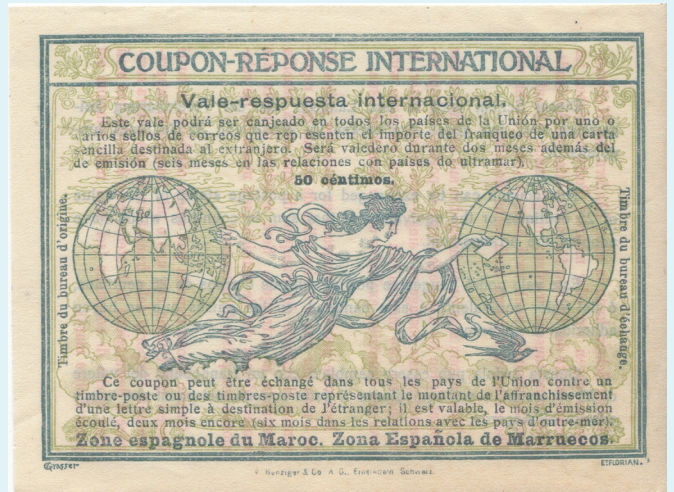 COUPON-RÉPONSE INTERNATIONAL
Vale-respuesta internacional.
Este vale podrá ser canjeado en todos los países de la Unión por uno o
varios sellos de correos que representen el importe del franqueo de una carta
sencilla destinada al extranjero. Será valedero durante dos meses además del
de emisión (seis meses en las relaciones con países de ultramar).
50 céntimos.
Timbre du bureau d'origine.
Timbre du bureau d'échange.
Ce coupon peut être échangé dans tous les pays de l'Union contre un
timbre-poste ou des timbres-poste représentant le montant de l'affranchissement
d'une lettre simple à destination de l'étranger; il est valable, le mois d'émission
écoulé, deux mois encore (six mois dans les relations avec les pays d'outre-mer).
Zone espagnole du Maroc. Zona Española de Marruecos.
Grasset
Benziger & Co A G., Einsiedeln Schweiz.
E. FLORIAN.